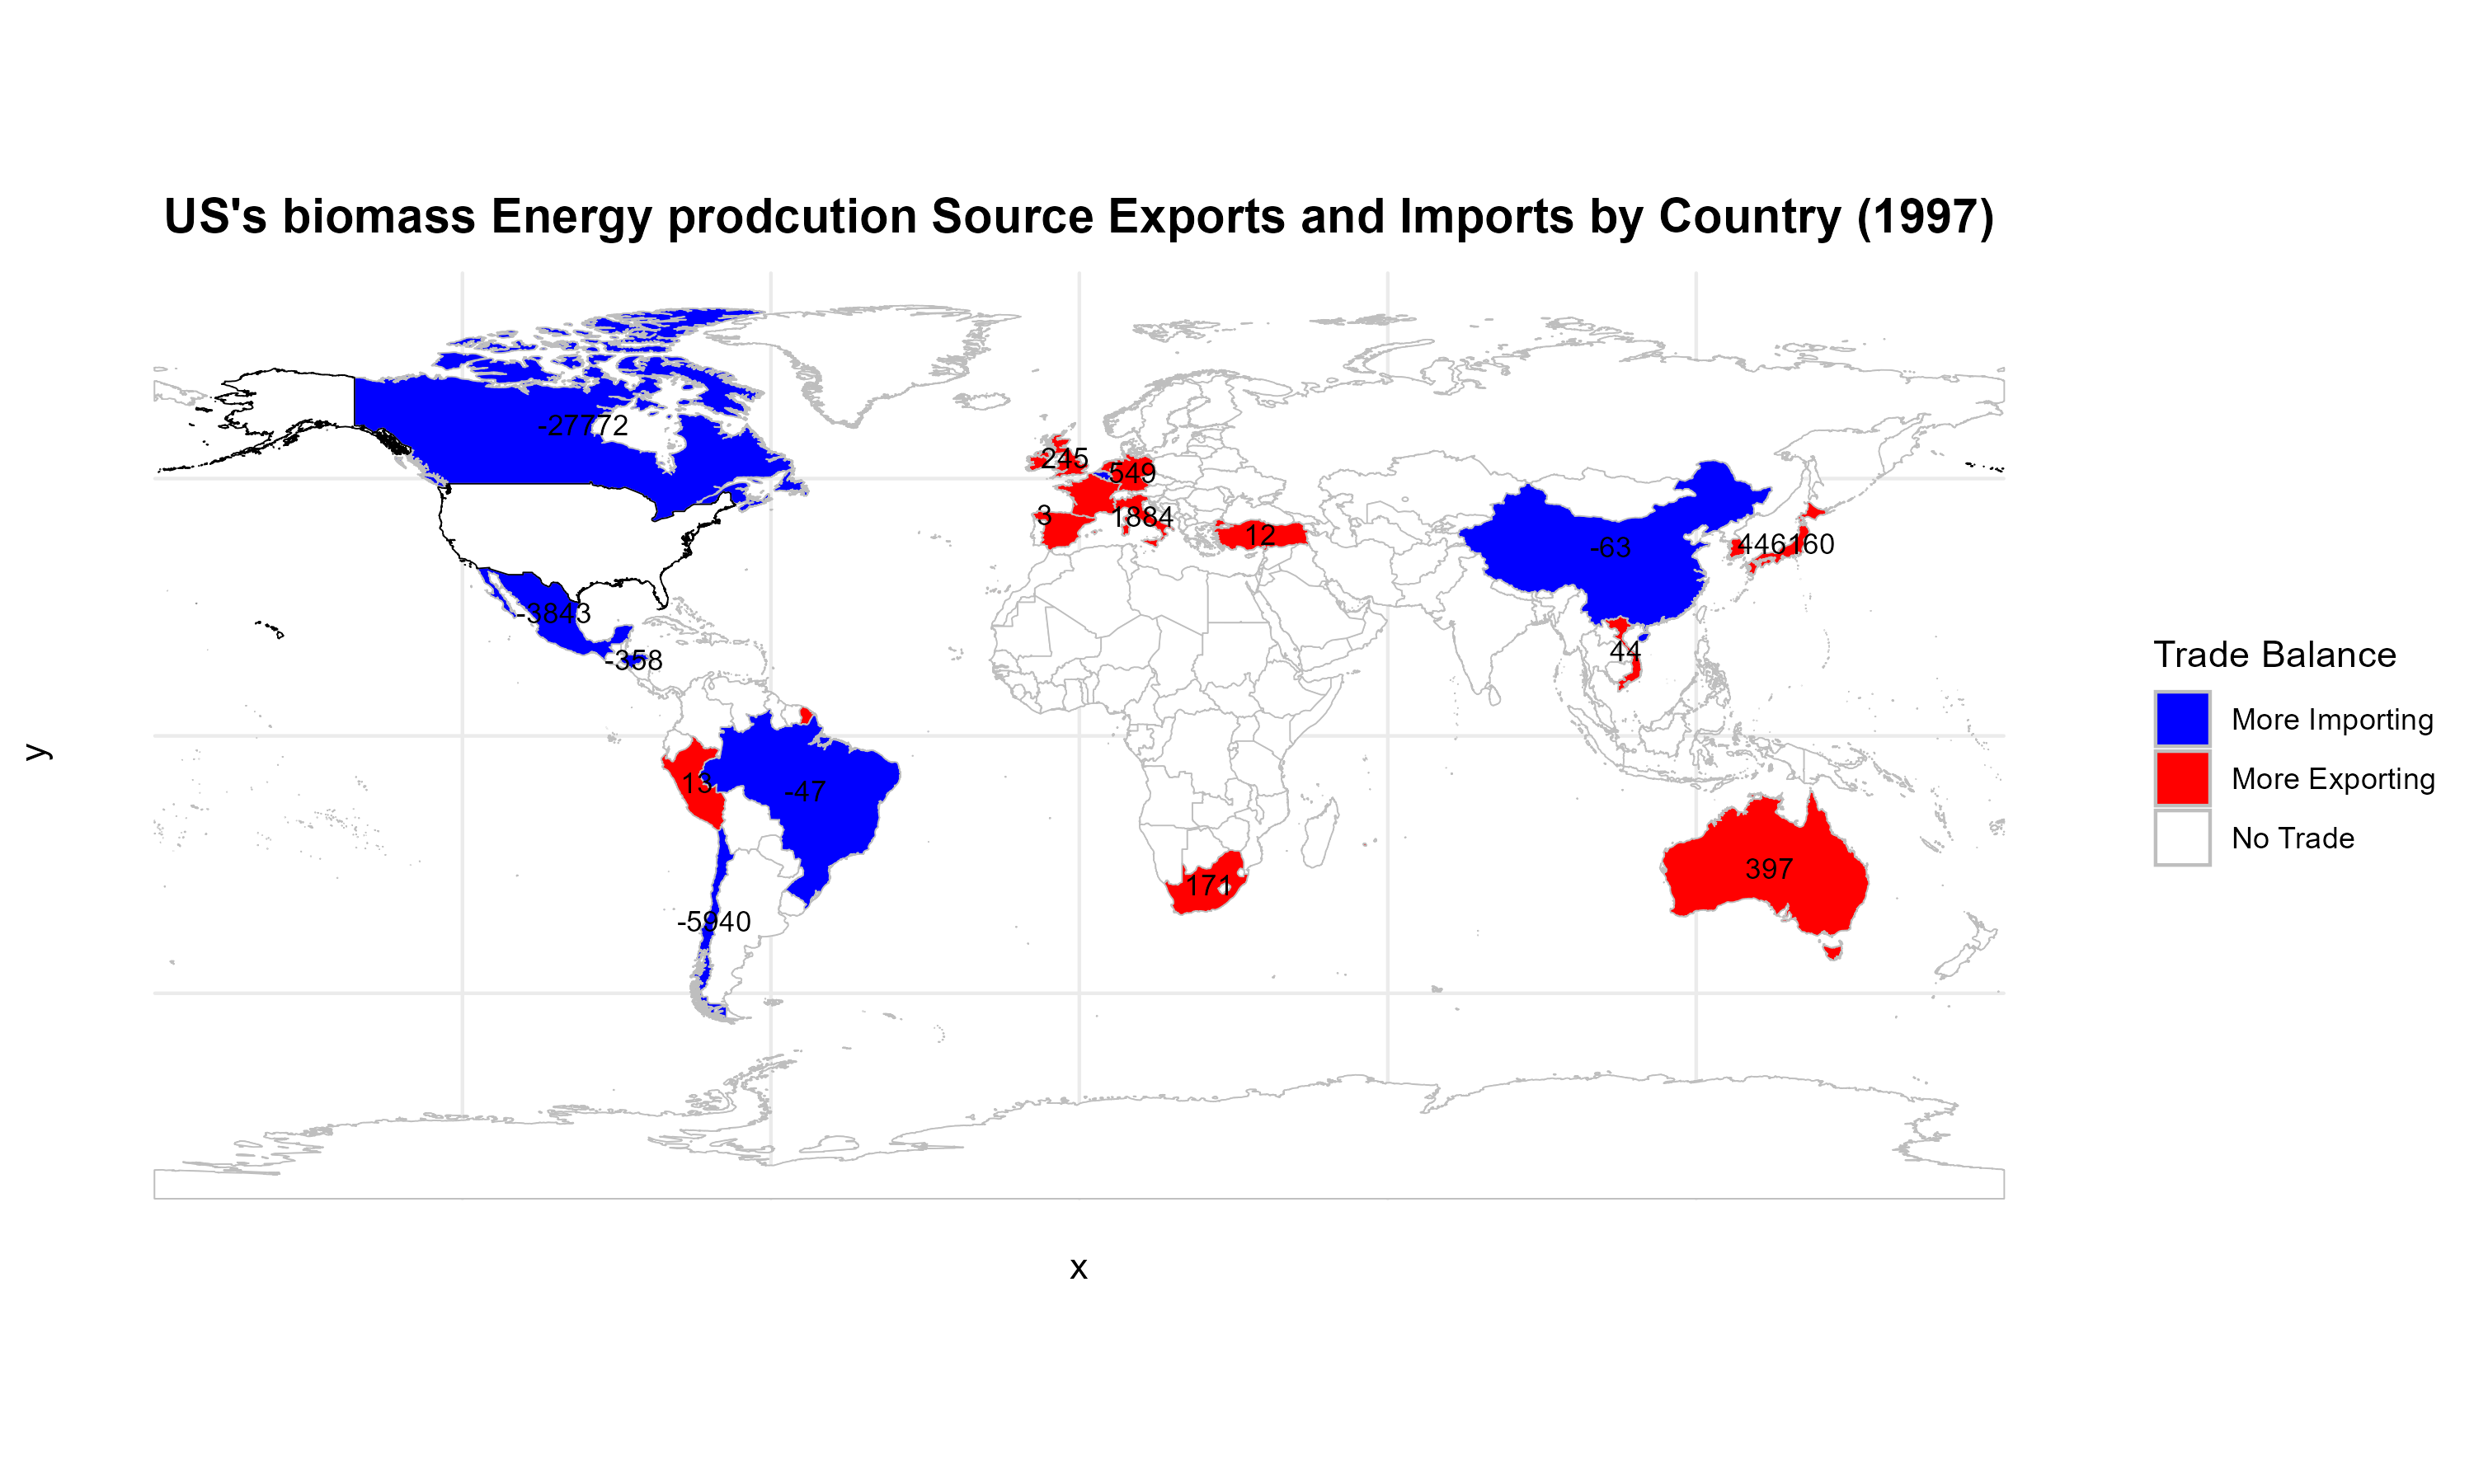 US's biomass Energy prodcution Source Exports and Imports by Country (1997)
-27772
245
549
3
1884
12
-63
446160
-3843
-358
44
13
-47
397
171
-5940
y
x
Trade Balance
More Importing
More Exporting
No Trade